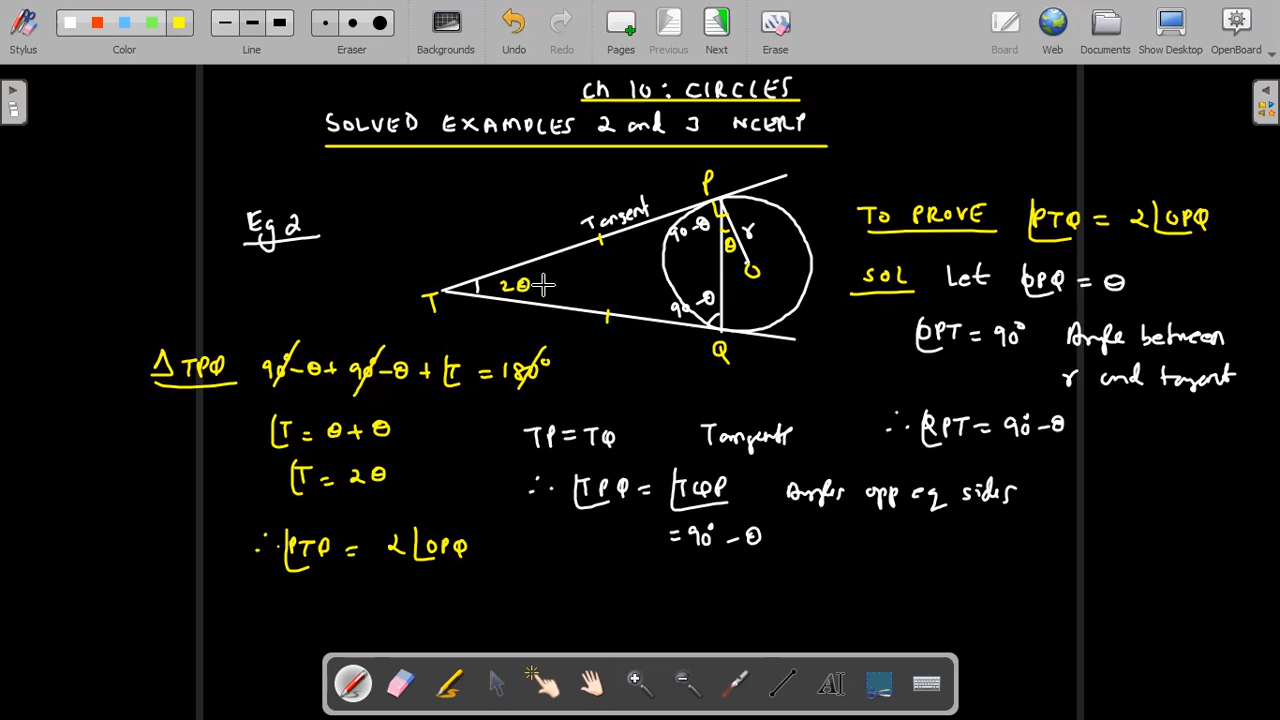 Stylus
Color
Line
Eraser
Backgrounds
Undo
Redo
Pages
Previous
Next
Erase
Board
Web
Documents
Show Desktop
OpenBoard
Ch 10 : CIRCLES
SOLVED EXAMPLES 2 and 3 NCERT
Eg 2
Tangent
P
90-θ
θ
r
O
T
2θ
90-θ
Q
TO PROVE ∠PTQ = 2∠OPQ
SOL Let ∠OPQ = θ
∠OPT = 90° Angle between
r and tangent
∴ ∠QPT = 90°-θ
TP = TQ Tangents
∴ ∠TPQ = ∠TQP Angles opp eq sides
= 90° - θ
Δ TPQ 90°-θ + 90°-θ + ∠T = 180°
∠T = θ + θ
∠T = 2θ
∴ ∠PTQ = 2∠OPQ